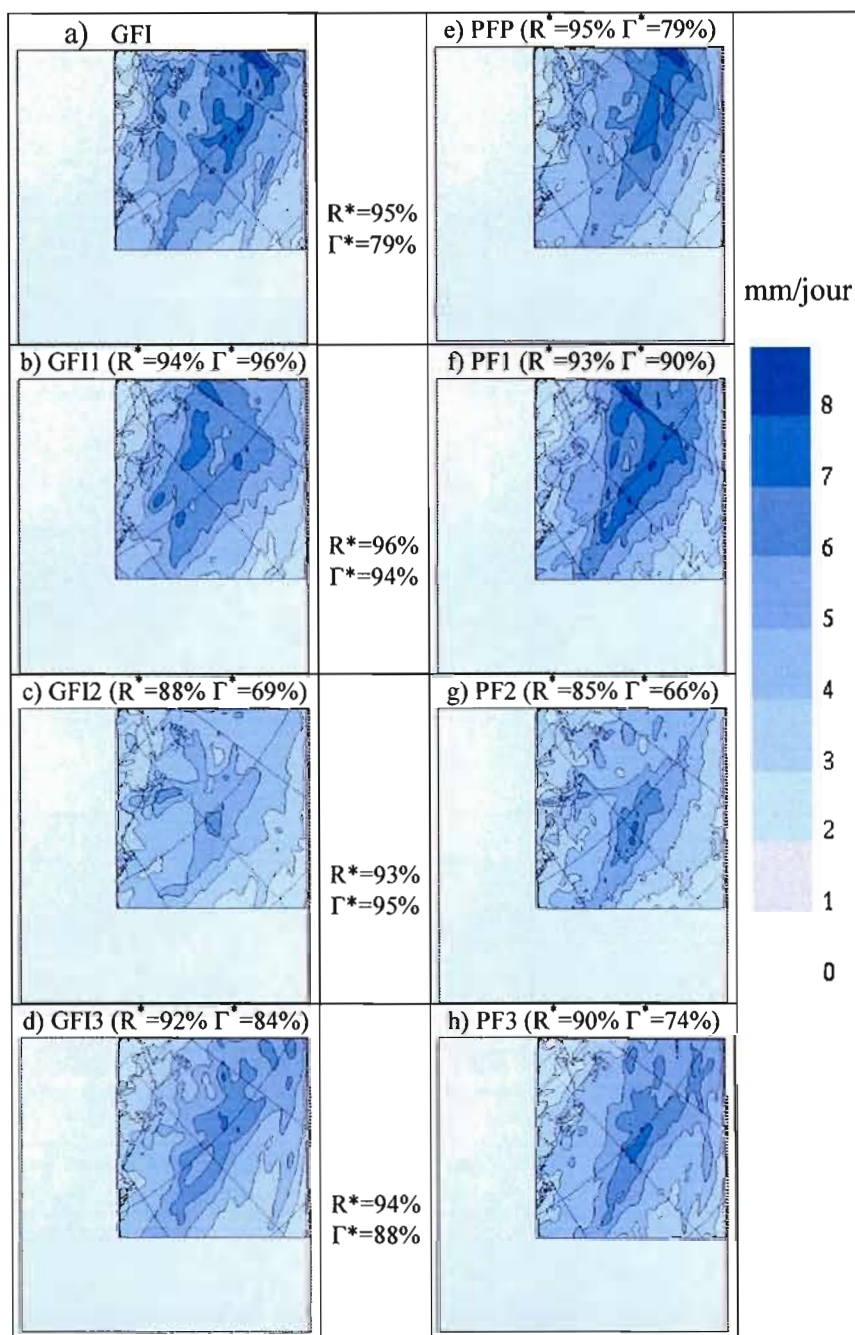 a) GFI
e) PFP (R*=95% Γ*=79%)
R*=95%
Γ*=79%
b) GFI1 (R*=94% Γ*=96%)
f) PF1 (R*=93% Γ*=90%)
R*=96%
Γ*=94%
c) GFI2 (R*=88% Γ*=69%)
g) PF2 (R*=85% Γ*=66%)
R*=93%
Γ*=95%
d) GFI3 (R*=92% Γ*=84%)
h) PF3 (R*=90% Γ*=74%)
R*=94%
Γ*=88%
mm/jour
8
7
6
5
4
3
2
1
0